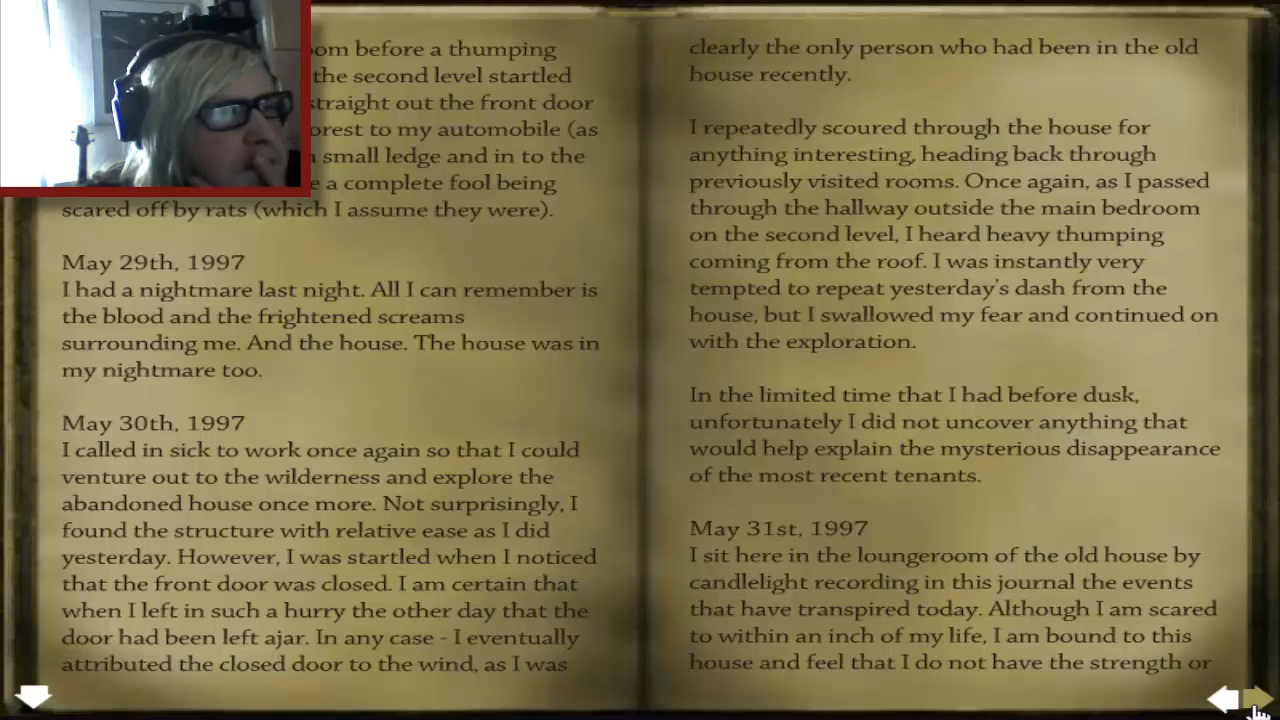 oom before a thumping
the second level startled
straight out the front door
orest to my automobile (as
small ledge and in to the
e a complete fool being
scared off by rats (which I assume they were).
May 29th, 1997
I had a nightmare last night. All I can remember is
the blood and the frightened screams
surrounding me. And the house. The house was in
my nightmare too.
May 30th, 1997
I called in sick to work once again so that I could
venture out to the wilderness and explore the
abandoned house once more. Not surprisingly, I
found the structure with relative ease as I did
yesterday. However, I was startled when I noticed
that the front door was closed. I am certain that
when I left in such a hurry the other day that the
door had been left ajar. In any case - I eventually
attributed the closed door to the wind, as I was
clearly the only person who had been in the old
house recently.
I repeatedly scoured through the house for
anything interesting, heading back through
previously visited rooms. Once again, as I passed
through the hallway outside the main bedroom
on the second level, I heard heavy thumping
coming from the roof. I was instantly very
tempted to repeat yesterday's dash from the
house, but I swallowed my fear and continued on
with the exploration.
In the limited time that I had before dusk,
unfortunately I did not uncover anything that
would help explain the mysterious disappearance
of the most recent tenants.
May 31st, 1997
I sit here in the loungeroom of the old house by
candlelight recording in this journal the events
that have transpired today. Although I am scared
to within an inch of my life, I am bound to this
house and feel that I do not have the strength or